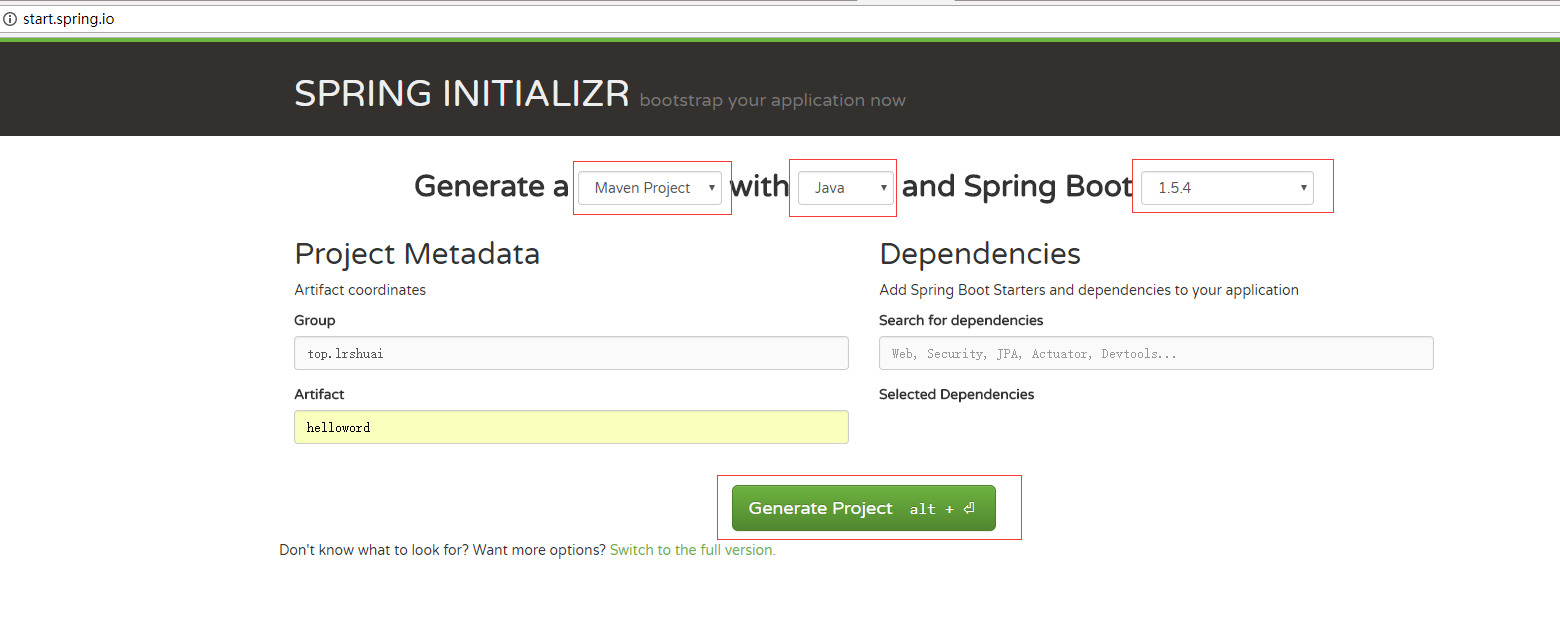 start.spring.io
SPRING INITIALIZR bootstrap your application now
Generate a Maven Project with Java and Spring Boot 1.5.4
Project Metadata
Artifact coordinates
Group
top.lrshuai
Artifact
helloword
Dependencies
Add Spring Boot Starters and dependencies to your application
Search for dependencies
Web, Security, JPA, Actuator, Devtools...
Selected Dependencies
Generate Project alt + ⏎
Don't know what to look for? Want more options? Switch to the full version.